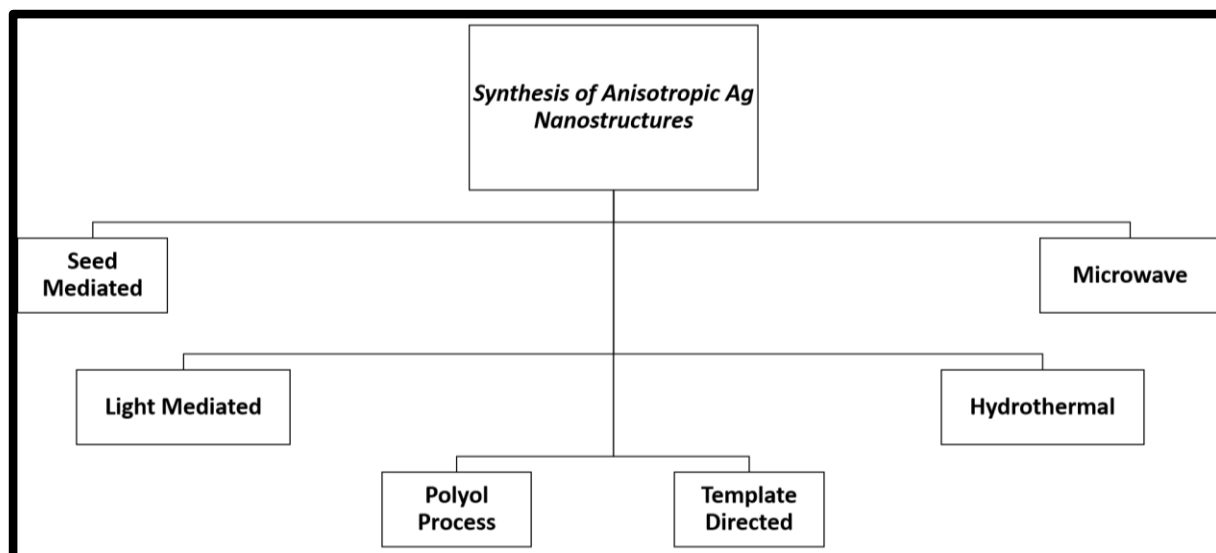 Synthesis of Anisotropic Ag
Nanostructures
Seed
Mediated
Microwave
Light Mediated
Hydrothermal
Polyol
Process
Template
Directed